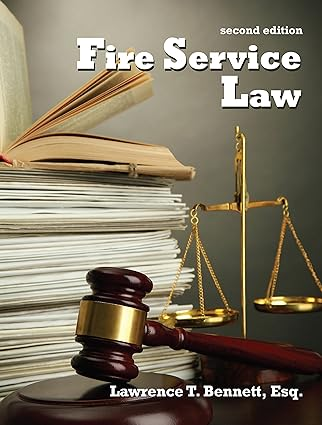 second edition
Fire Service
Law
Lawrence T. Bennett, Esq.